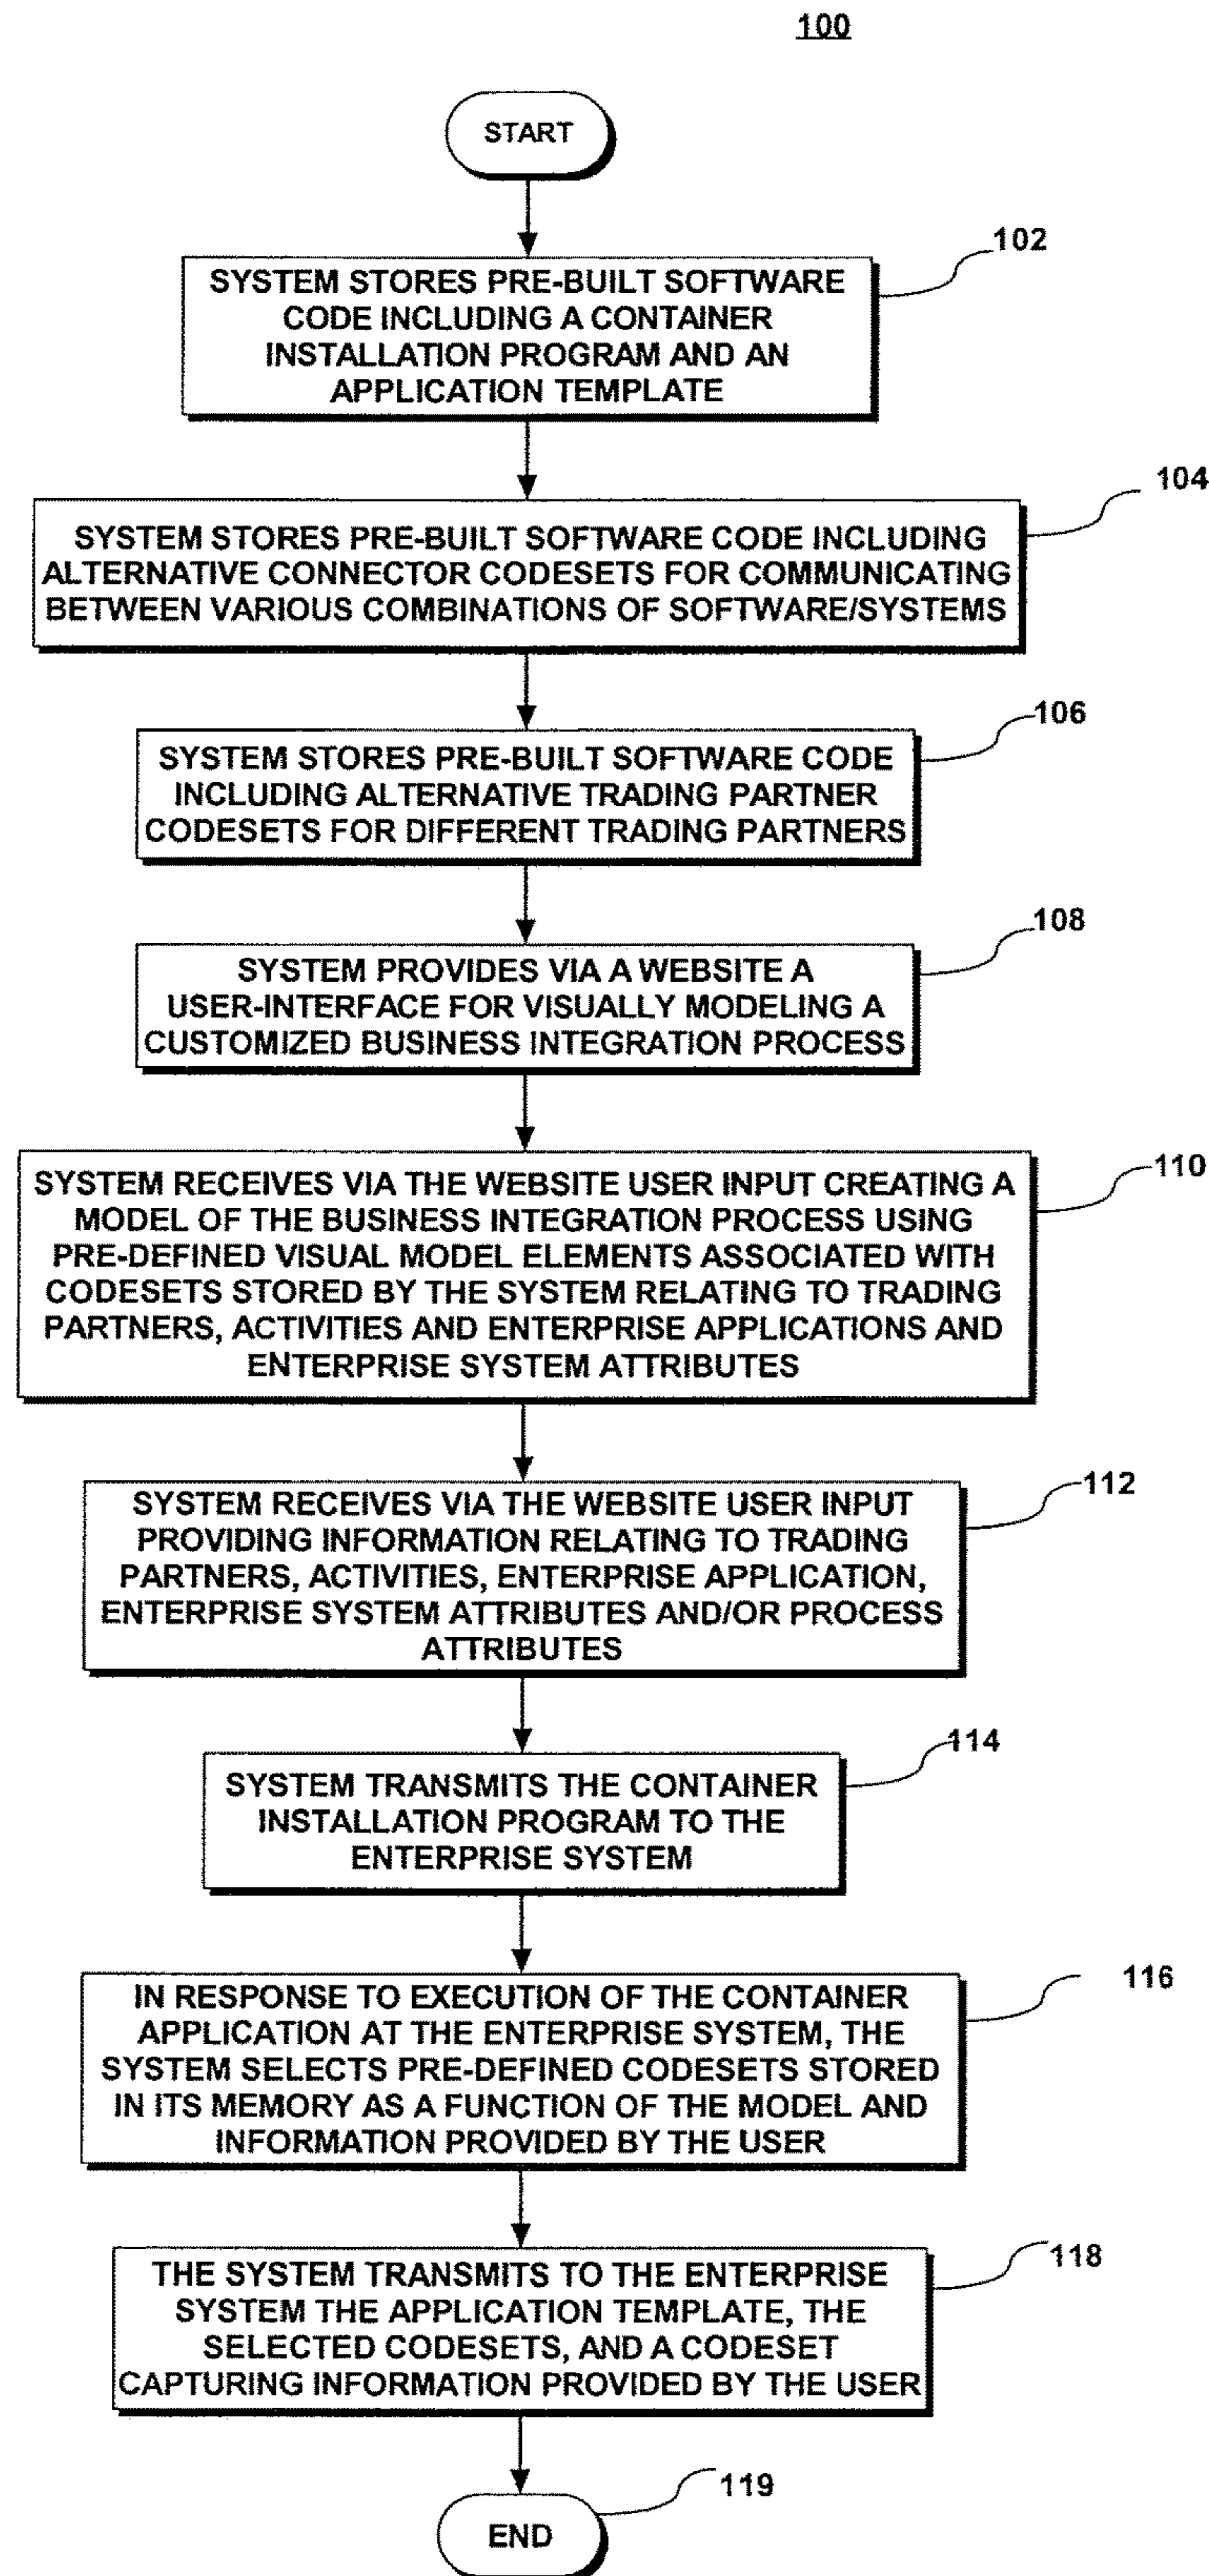 100
START
102
SYSTEM STORES PRE-BUILT SOFTWARE
CODE INCLUDING A CONTAINER
INSTALLATION PROGRAM AND AN
APPLICATION TEMPLATE
104
SYSTEM STORES PRE-BUILT SOFTWARE CODE INCLUDING
ALTERNATIVE CONNECTOR CODESETS FOR COMMUNICATING
BETWEEN VARIOUS COMBINATIONS OF SOFTWARE/SYSTEMS
106
SYSTEM STORES PRE-BUILT SOFTWARE CODE
INCLUDING ALTERNATIVE TRADING PARTNER
CODESETS FOR DIFFERENT TRADING PARTNERS
108
SYSTEM PROVIDES VIA A WEBSITE A
USER-INTERFACE FOR VISUALLY MODELING A
CUSTOMIZED BUSINESS INTEGRATION PROCESS
110
SYSTEM RECEIVES VIA THE WEBSITE USER INPUT CREATING A
MODEL OF THE BUSINESS INTEGRATION PROCESS USING
PRE-DEFINED VISUAL MODEL ELEMENTS ASSOCIATED WITH
CODESETS STORED BY THE SYSTEM RELATING TO TRADING
PARTNERS, ACTIVITIES AND ENTERPRISE APPLICATIONS AND
ENTERPRISE SYSTEM ATTRIBUTES
112
SYSTEM RECEIVES VIA THE WEBSITE USER INPUT
PROVIDING INFORMATION RELATING TO TRADING
PARTNERS, ACTIVITIES, ENTERPRISE APPLICATION,
ENTERPRISE SYSTEM ATTRIBUTES AND/OR PROCESS
ATTRIBUTES
114
SYSTEM TRANSMITS THE CONTAINER
INSTALLATION PROGRAM TO THE
ENTERPRISE SYSTEM
116
IN RESPONSE TO EXECUTION OF THE CONTAINER
APPLICATION AT THE ENTERPRISE SYSTEM, THE
SYSTEM SELECTS PRE-DEFINED CODESETS STORED
IN ITS MEMORY AS A FUNCTION OF THE MODEL AND
INFORMATION PROVIDED BY THE USER
118
THE SYSTEM TRANSMITS TO THE ENTERPRISE
SYSTEM THE APPLICATION TEMPLATE, THE
SELECTED CODESETS, AND A CODESET
CAPTURING INFORMATION PROVIDED BY THE USER
119
END